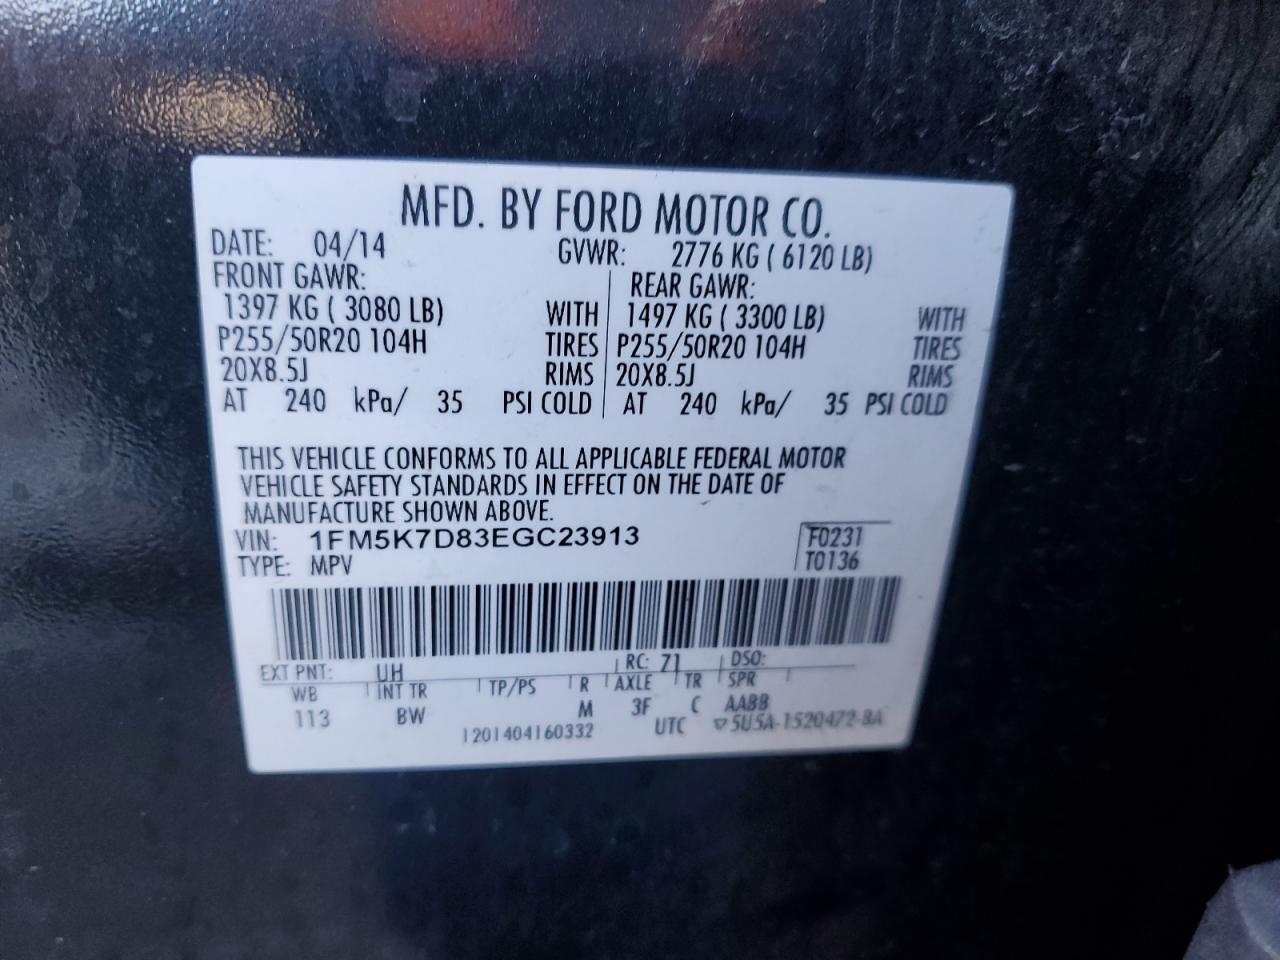 MFD. BY FORD MOTOR CO.
DATE: 04/14 GVWR: 2776 KG ( 6120 LB)
FRONT GAWR: REAR GAWR:
1397 KG ( 3080 LB) WITH 1497 KG ( 3300 LB) WITH
P255/50R20 104H TIRES P255/50R20 104H TIRES
20X8.5J RIMS 20X8.5J RIMS
AT 240 kPa/ 35 PSI COLD AT 240 kPa/ 35 PSI COLD
THIS VEHICLE CONFORMS TO ALL APPLICABLE FEDERAL MOTOR
VEHICLE SAFETY STANDARDS IN EFFECT ON THE DATE OF
MANUFACTURE SHOWN ABOVE.
VIN: 1FM5K7D83EGC23913 F0231
TYPE: MPV T0136
EXT PNT: UH RC: 71 DSO:
WB INT TR TP/PS R AXLE TR SPR
113 BW M 3F C AABB
1201404160332 UTC ▽5U5A-1520472-BA